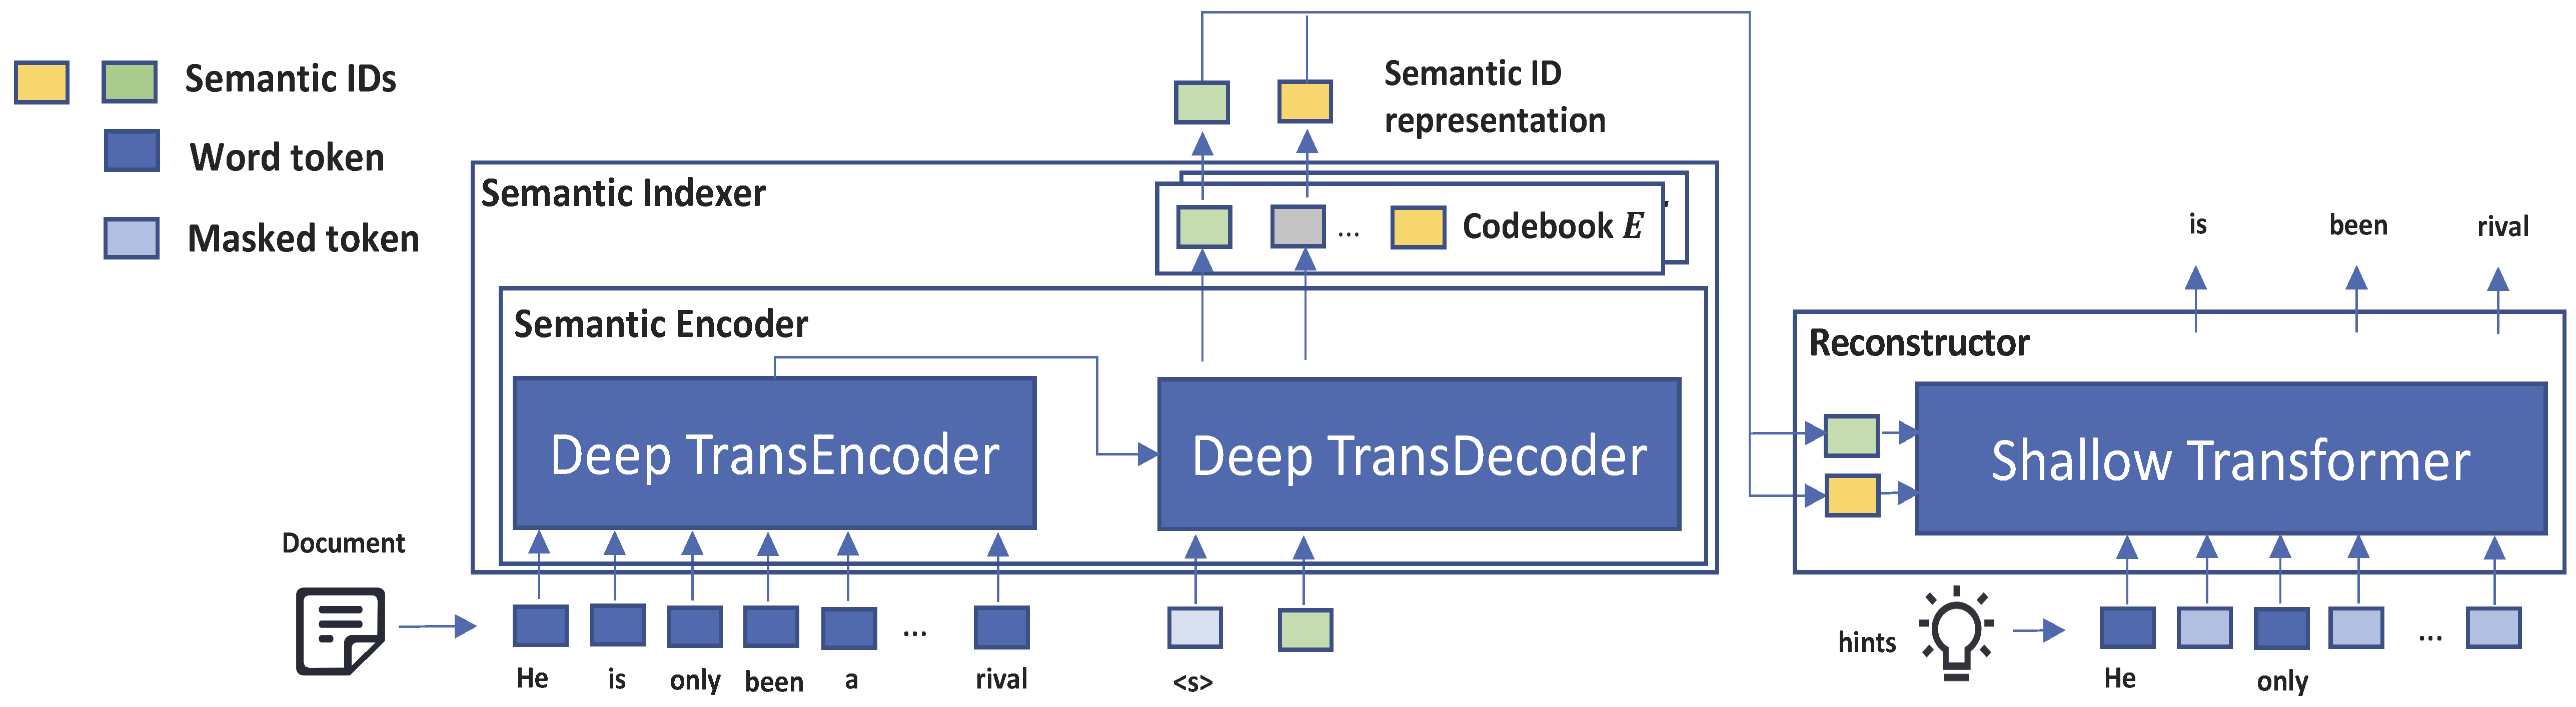 Semantic IDs
Word token
Masked token
Semantic ID
representation
Semantic Indexer
... Codebook E
Semantic Encoder
Deep TransEncoder
Deep TransDecoder
is been rival
Reconstructor
Shallow Transformer
Document
...
He is only been a rival
<s>
hints
...
He only